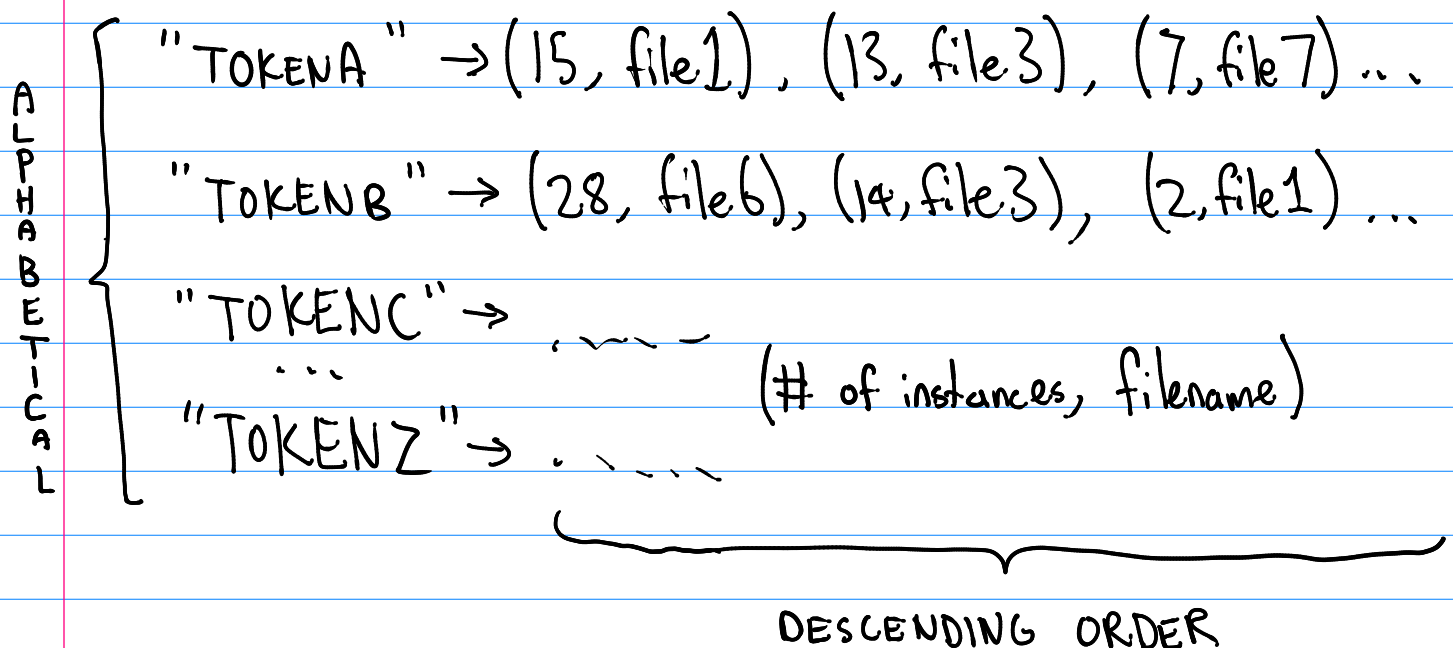 ALPHABETICAL
"TOKENA" → (15, file1), (13, file3), (7, file7) ...
"TOKENB" → (28, file6), (14, file3), (2, file1) ...
"TOKENC" →
...
(# of instances, filename)
"TOKENZ" →
DESCENDING ORDER